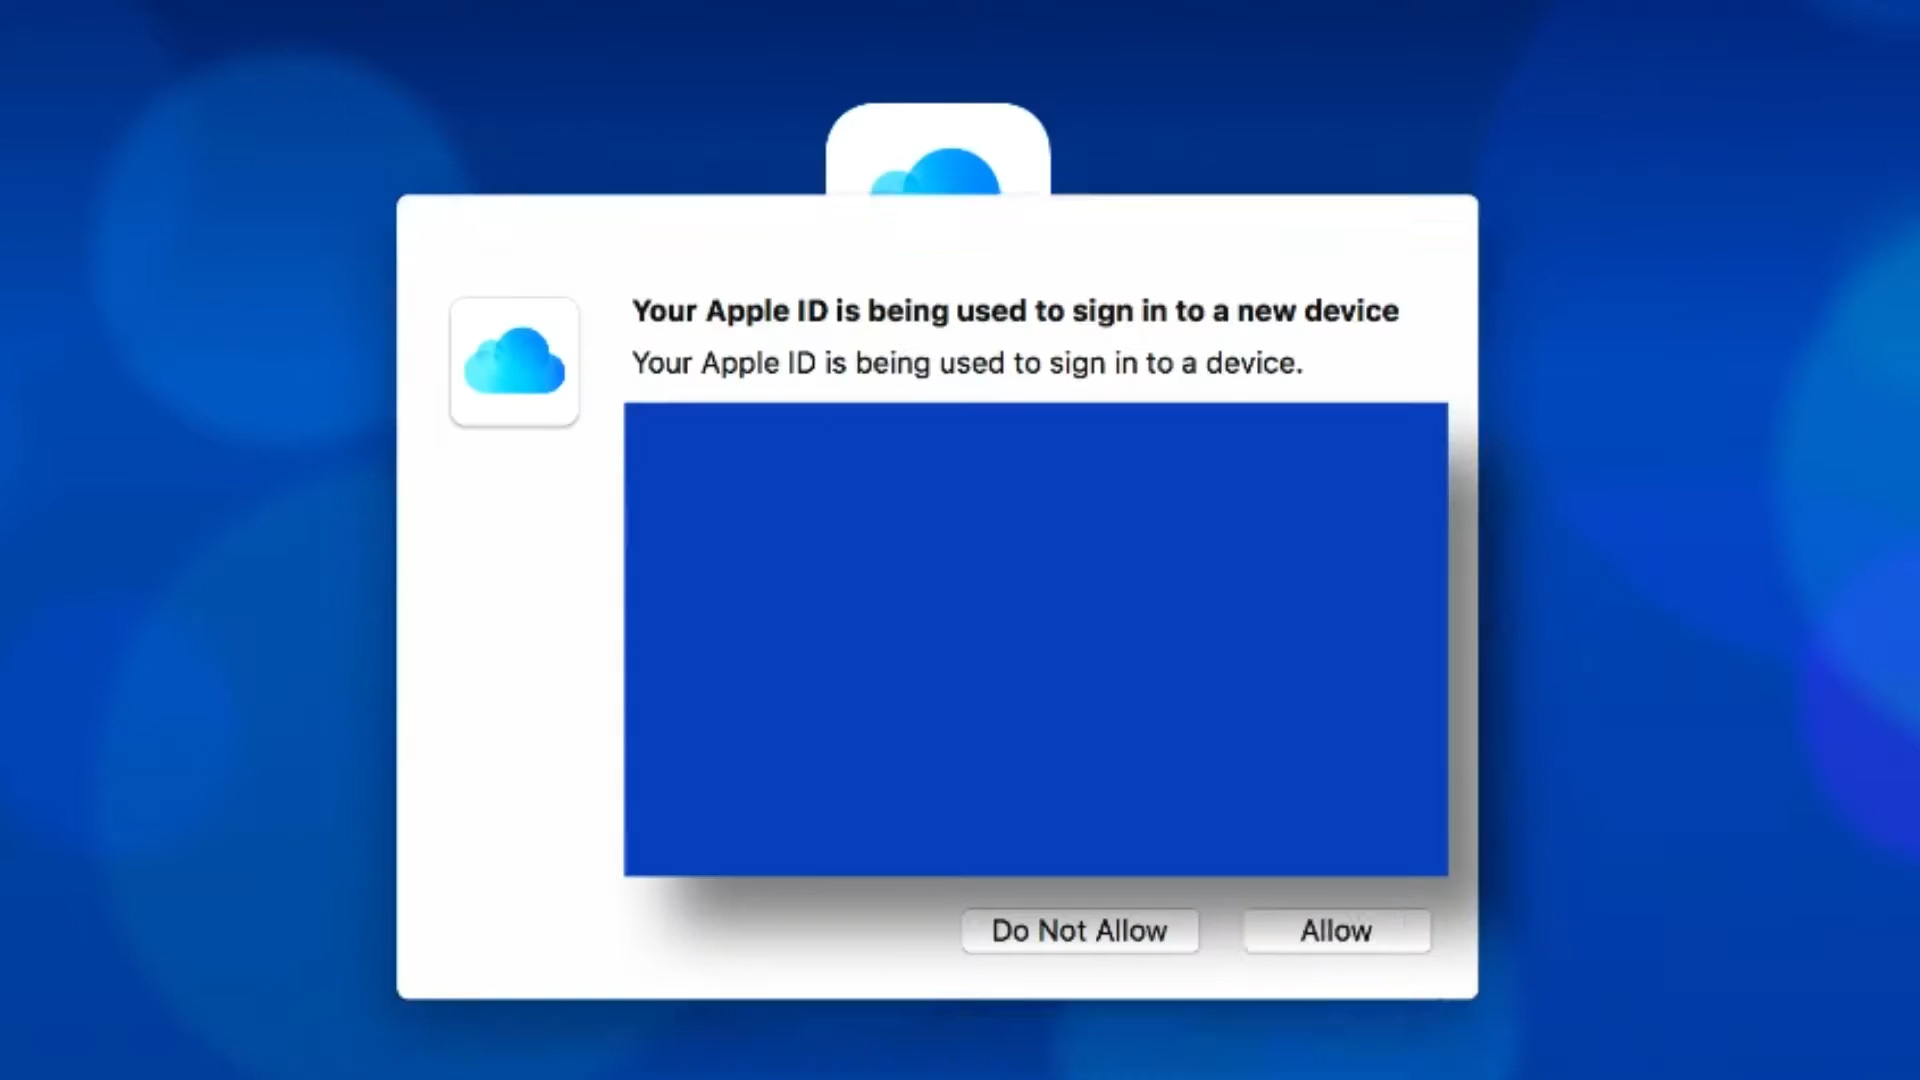 Your Apple ID is being used to sign in to a new device
Your Apple ID is being used to sign in to a device.
Do Not Allow
Allow